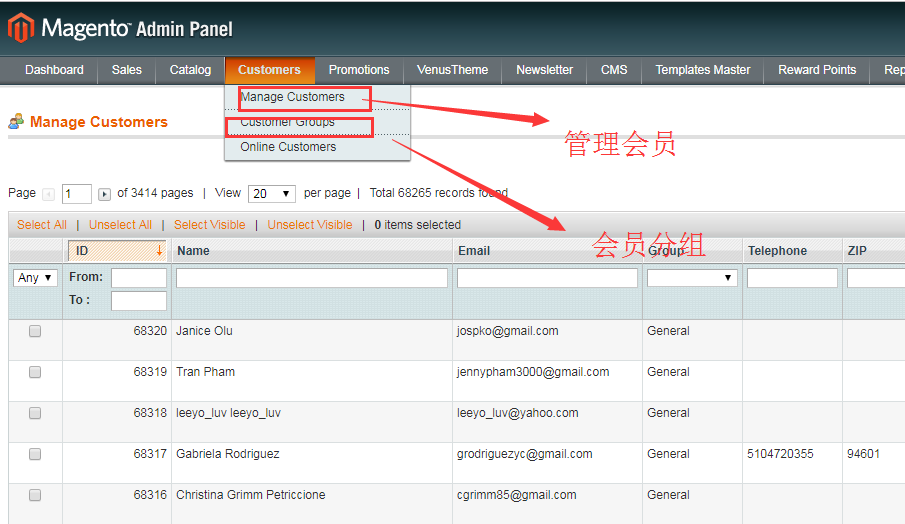 Magento™ Admin Panel
Dashboard Sales Catalog Customers Promotions VenusTheme Newsletter CMS Templates Master Reward Points Rep
Manage Customers
Customer Groups
Online Customers
Manage Customers
管理会员
Page 1 of 3414 pages | View 20 per page | Total 68265 records found
Select All | Unselect All | Select Visible | Unselect Visible | 0 items selected
会员分组
ID Name Email Group Telephone ZIP
Any From:
To :
68320 Janice Olu jospko@gmail.com General
68319 Tran Pham jennypham3000@gmail.com General
68318 leeyo_luv leeyo_luv leeyo_luv@yahoo.com General
68317 Gabriela Rodriguez grodriguezyc@gmail.com General 5104720355 94601
68316 Christina Grimm Petriccione cgrimm85@gmail.com General